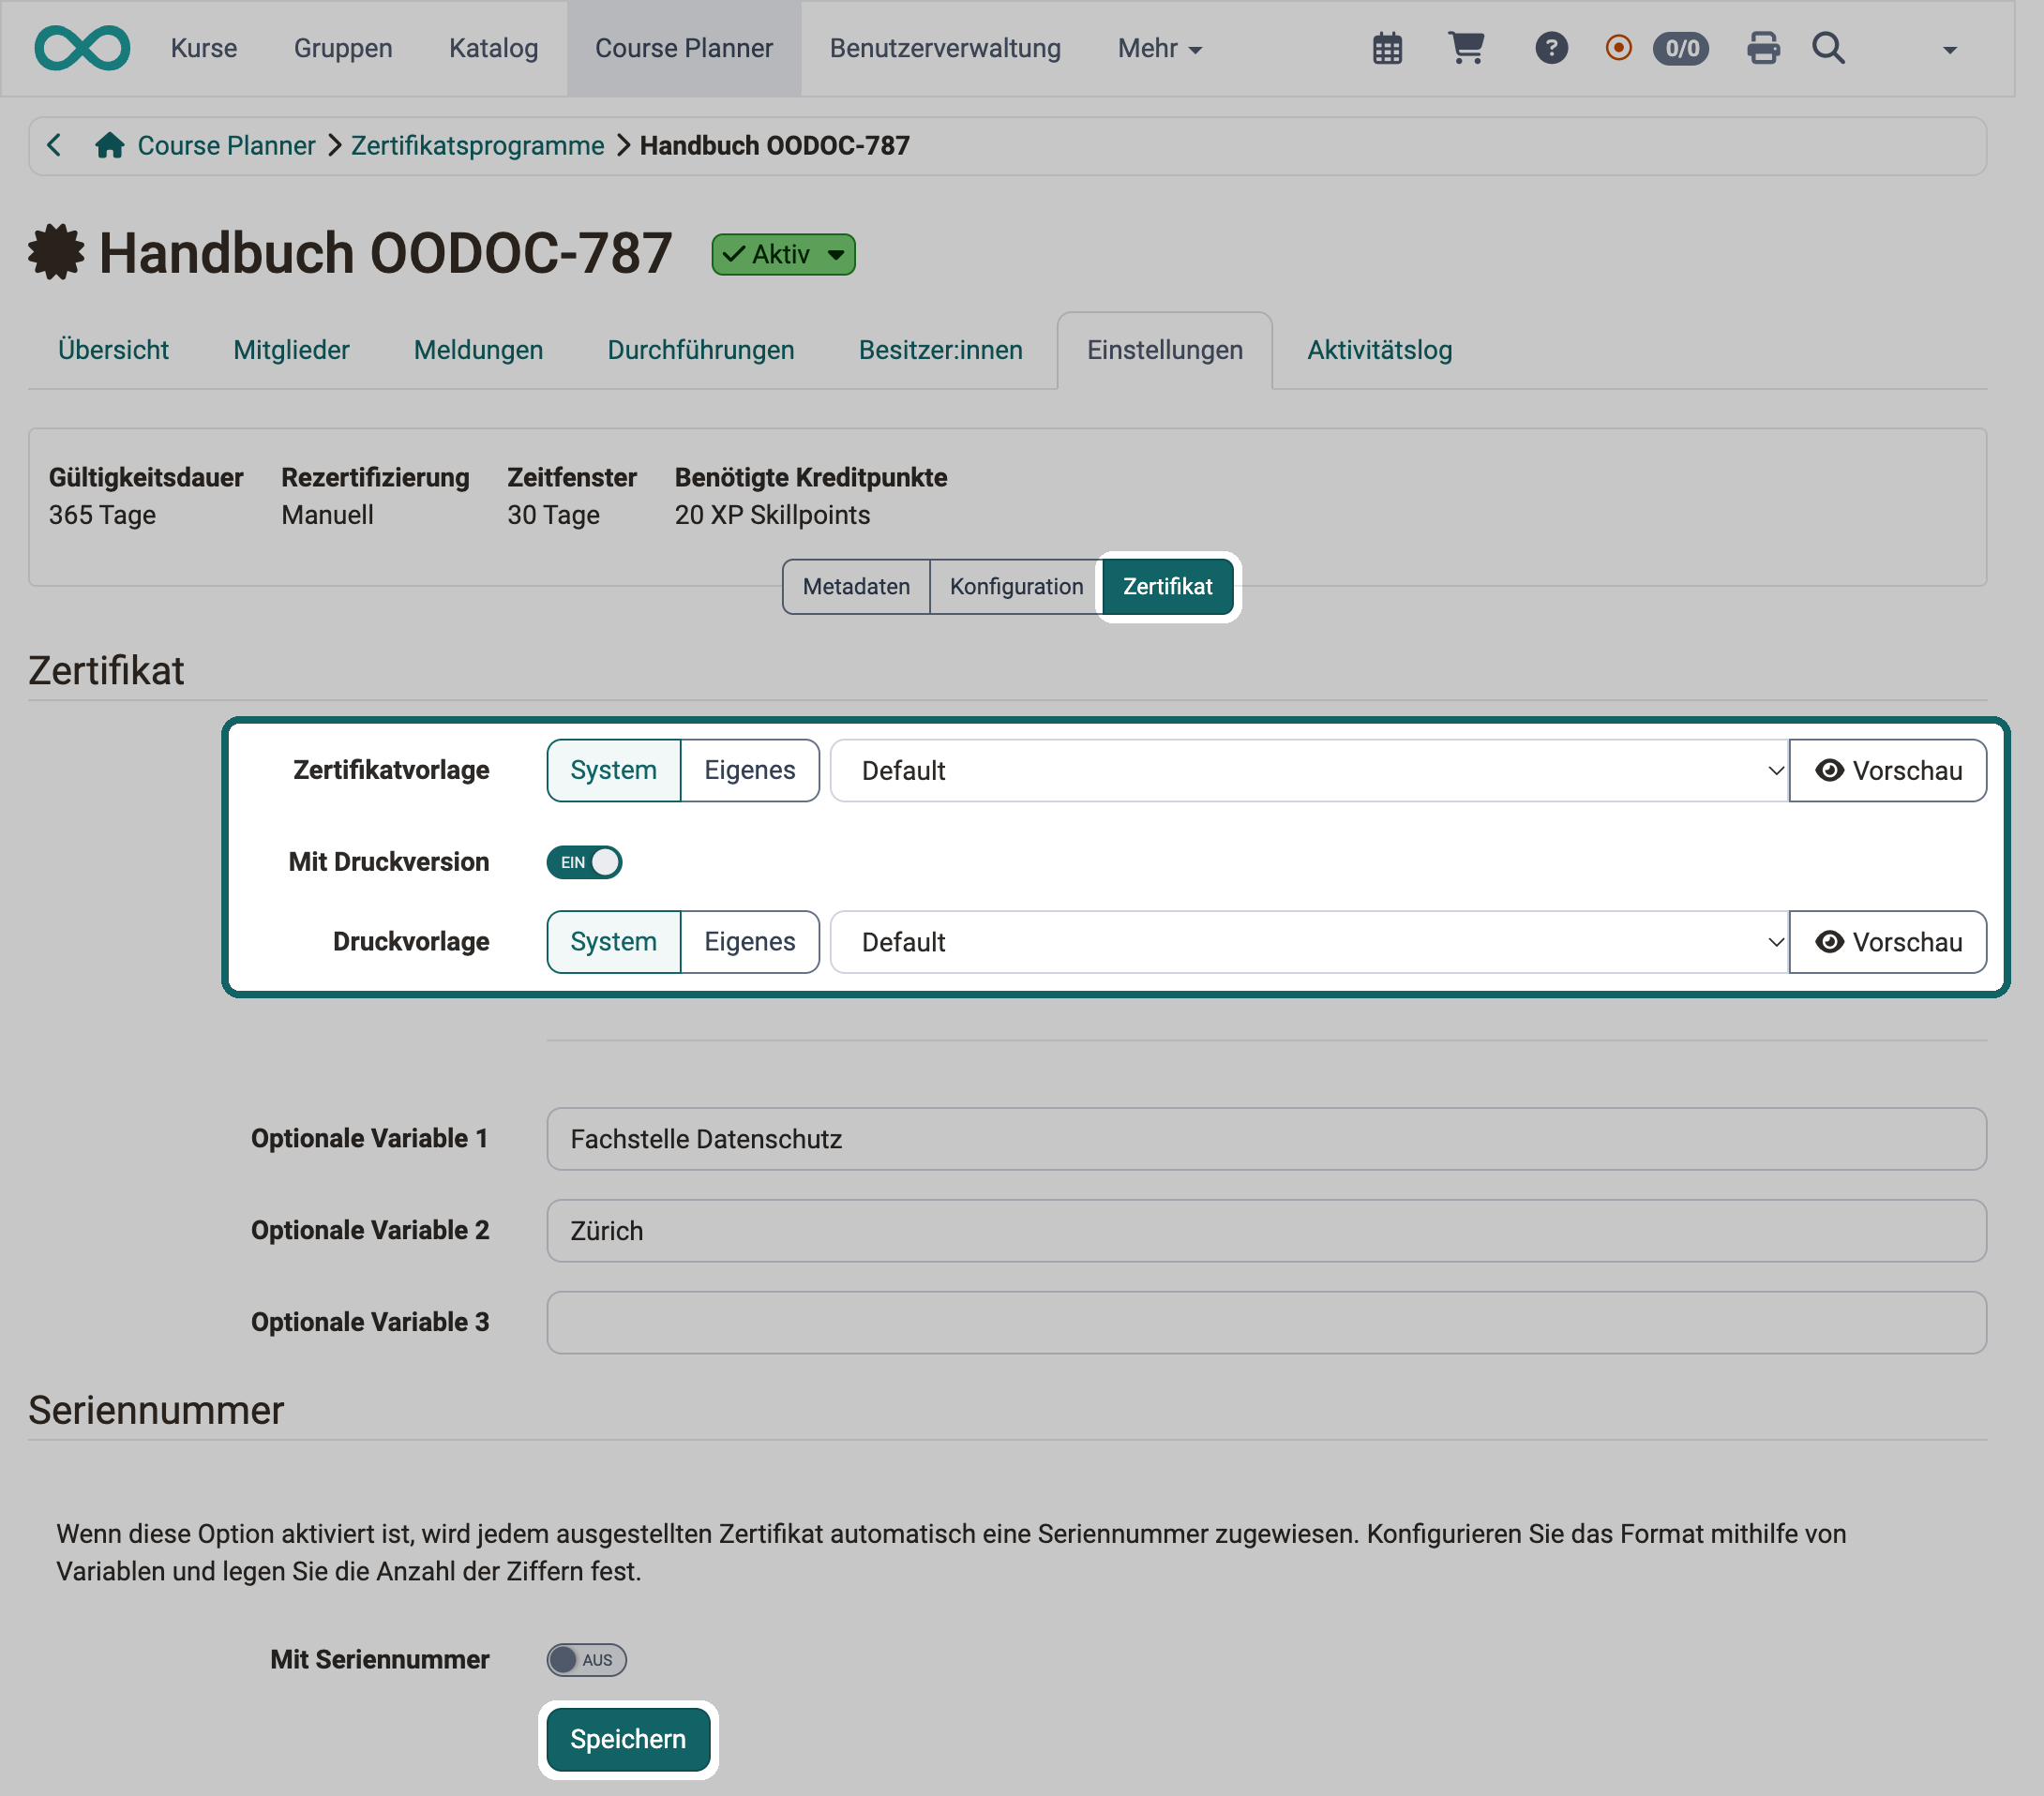 Kurse Gruppen Katalog Course Planner Benutzerverwaltung Mehr ? 0/0
Course Planner Zertifikatsprogramme Handbuch OODOC-787
Handbuch OODOC-787 Aktiv
Übersicht Mitglieder Meldungen Durchführungen Besitzer:innen Einstellungen Aktivitätslog
Gültigkeitsdauer Rezertifizierung Zeitfenster Benötigte Kreditpunkte
365 Tage Manuell 30 Tage 20 XP Skillpoints
Metadaten Konfiguration Zertifikat
Zertifikat
Zertifikatvorlage System Eigenes Default Vorschau
Mit Druckversion EIN
Druckvorlage System Eigenes Default Vorschau
Optionale Variable 1 Fachstelle Datenschutz
Optionale Variable 2 Zürich
Optionale Variable 3
Seriennummer
Wenn diese Option aktiviert ist, wird jedem ausgestellten Zertifikat automatisch eine Seriennummer zugewiesen. Konfigurieren Sie das Format mithilfe von
Variablen und legen Sie die Anzahl der Ziffern fest.
Mit Seriennummer AUS
Speichern